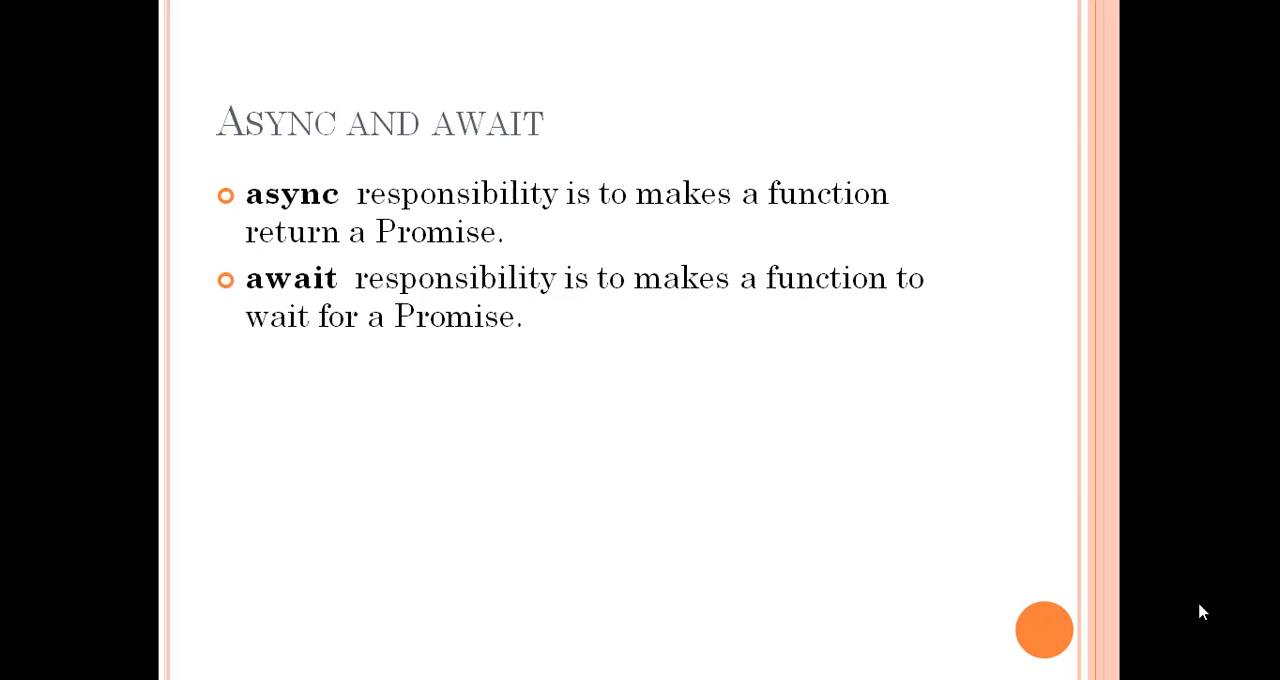 Async and await
async responsibility is to makes a function
return a Promise.
await responsibility is to makes a function to
wait for a Promise.